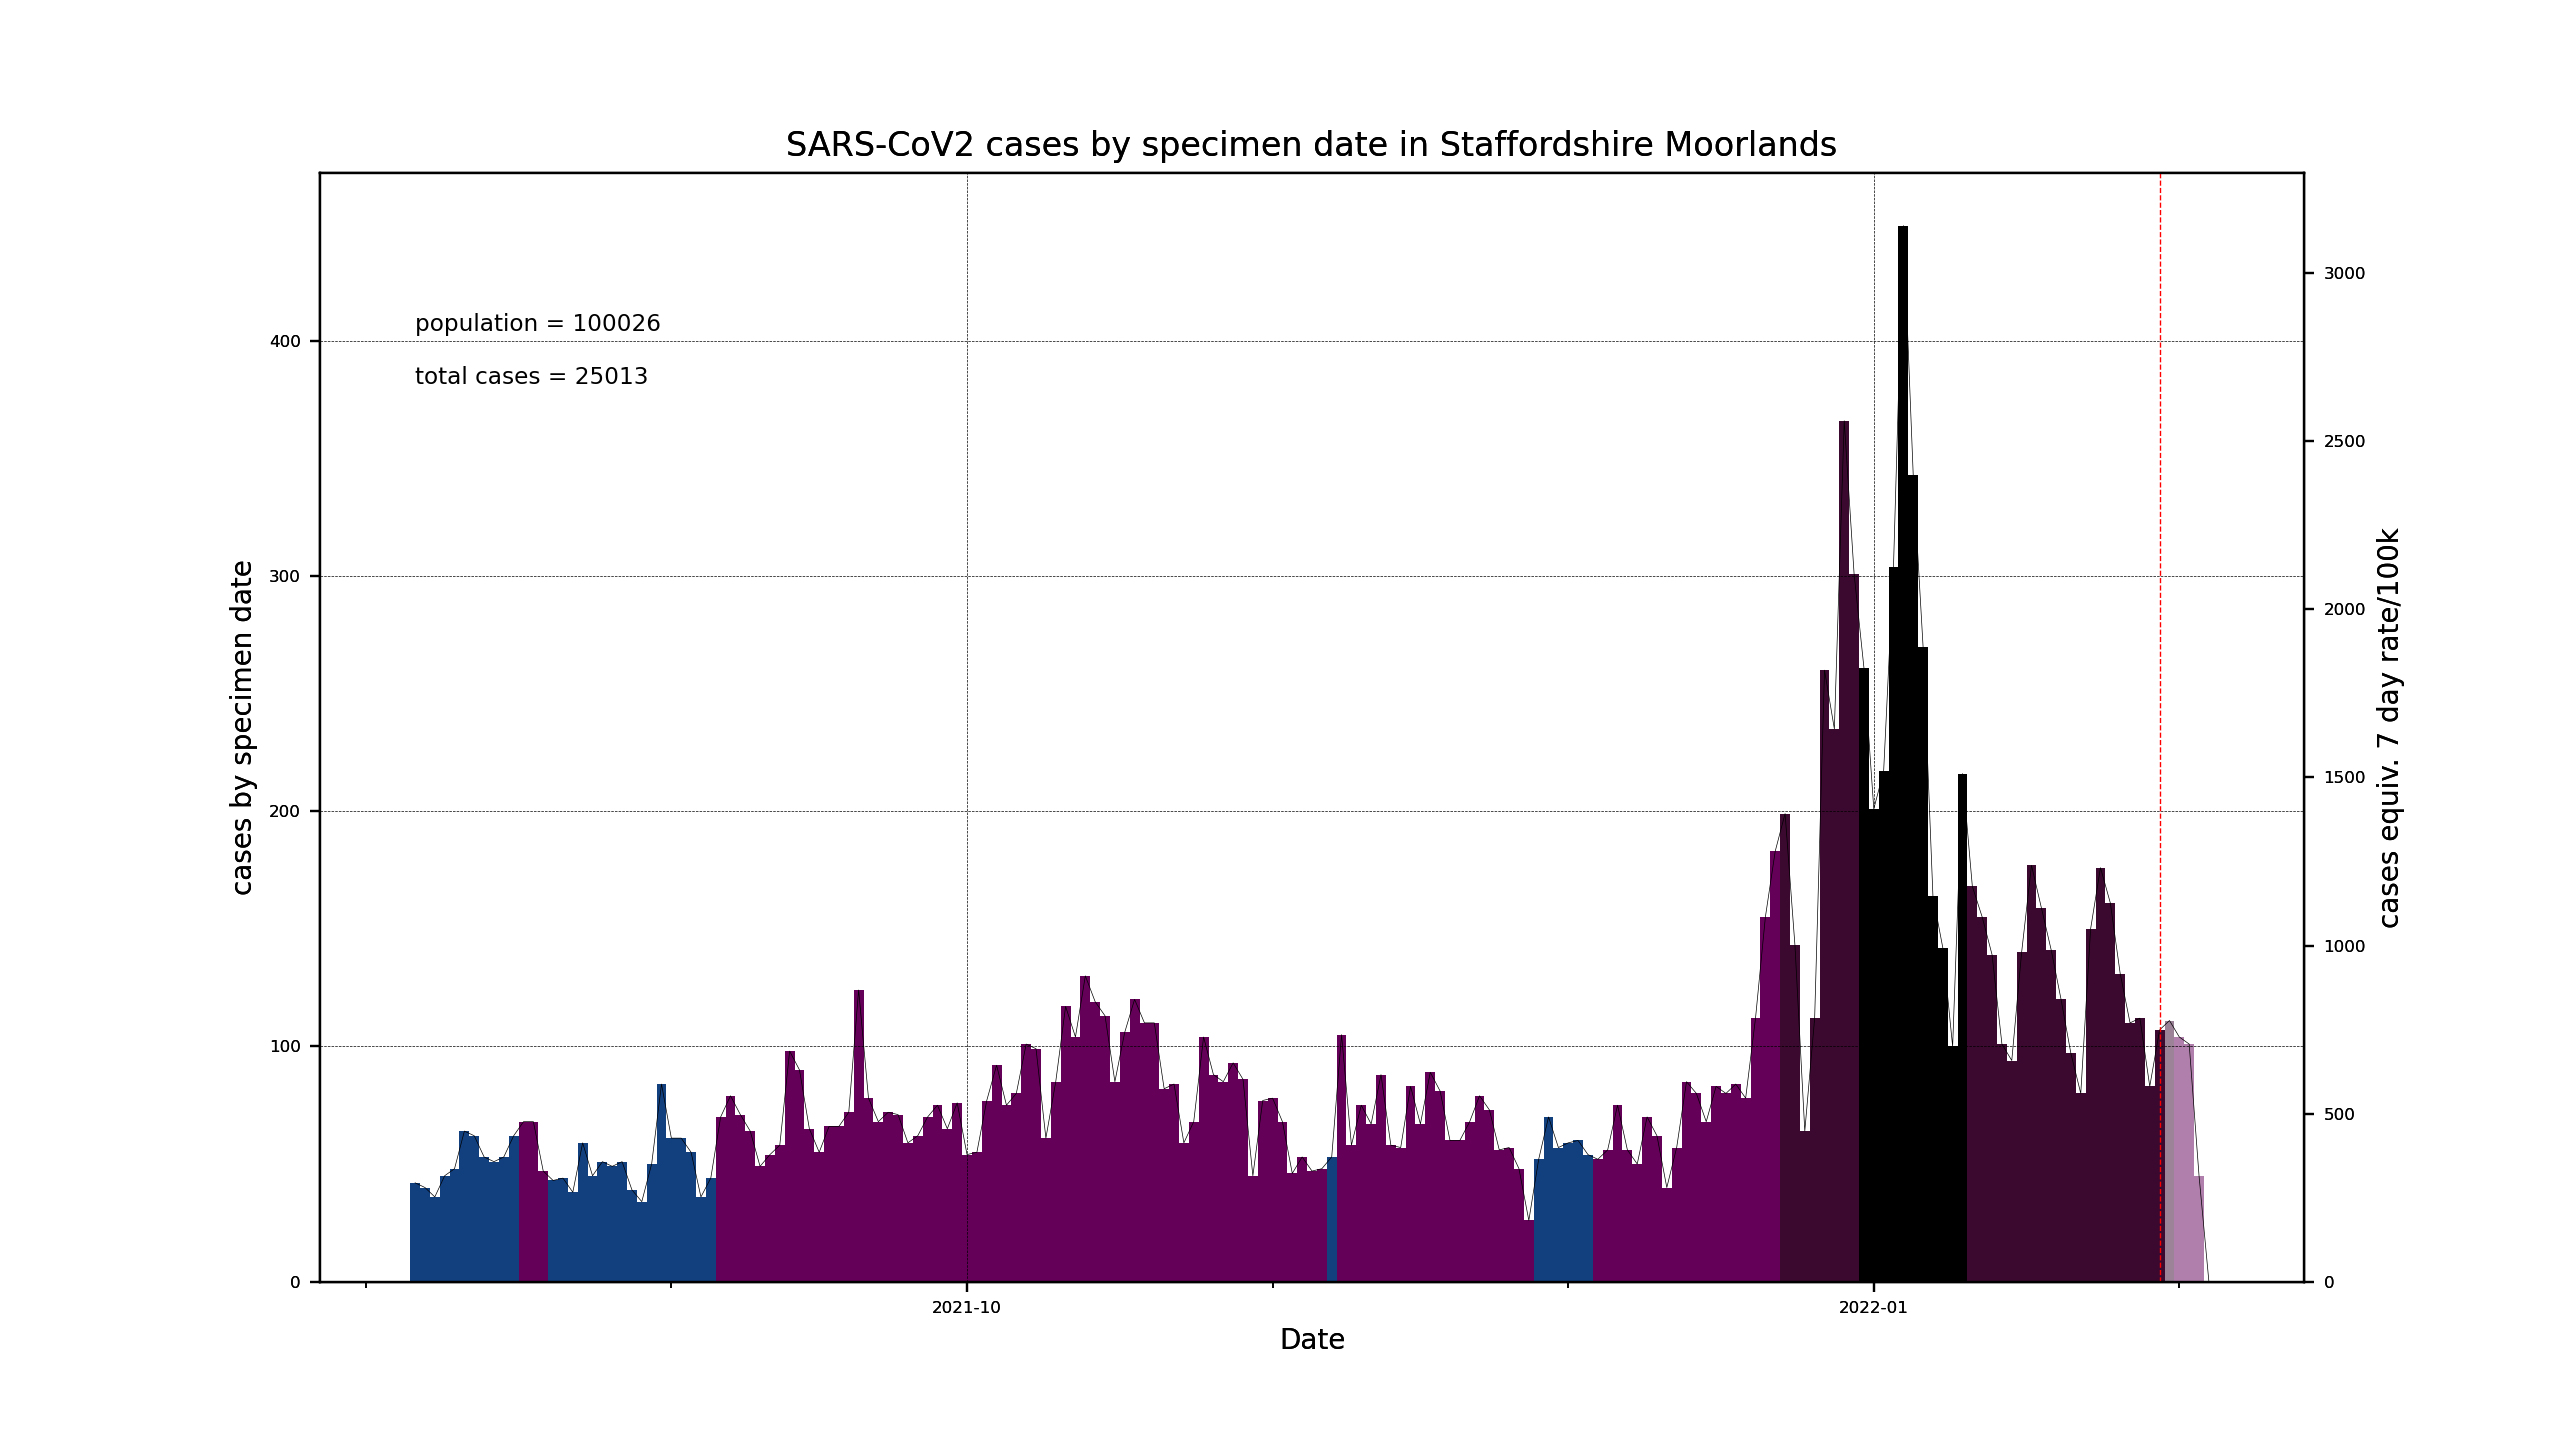 SARS-CoV2 cases by specimen date in Staffordshire Moorlands
population = 100026
total cases = 25013
cases by specimen date
400
300
200
100
0
3000
2500
2000
1500
1000
500
0
cases equiv. 7 day rate/100k
2021-10
2022-01
Date